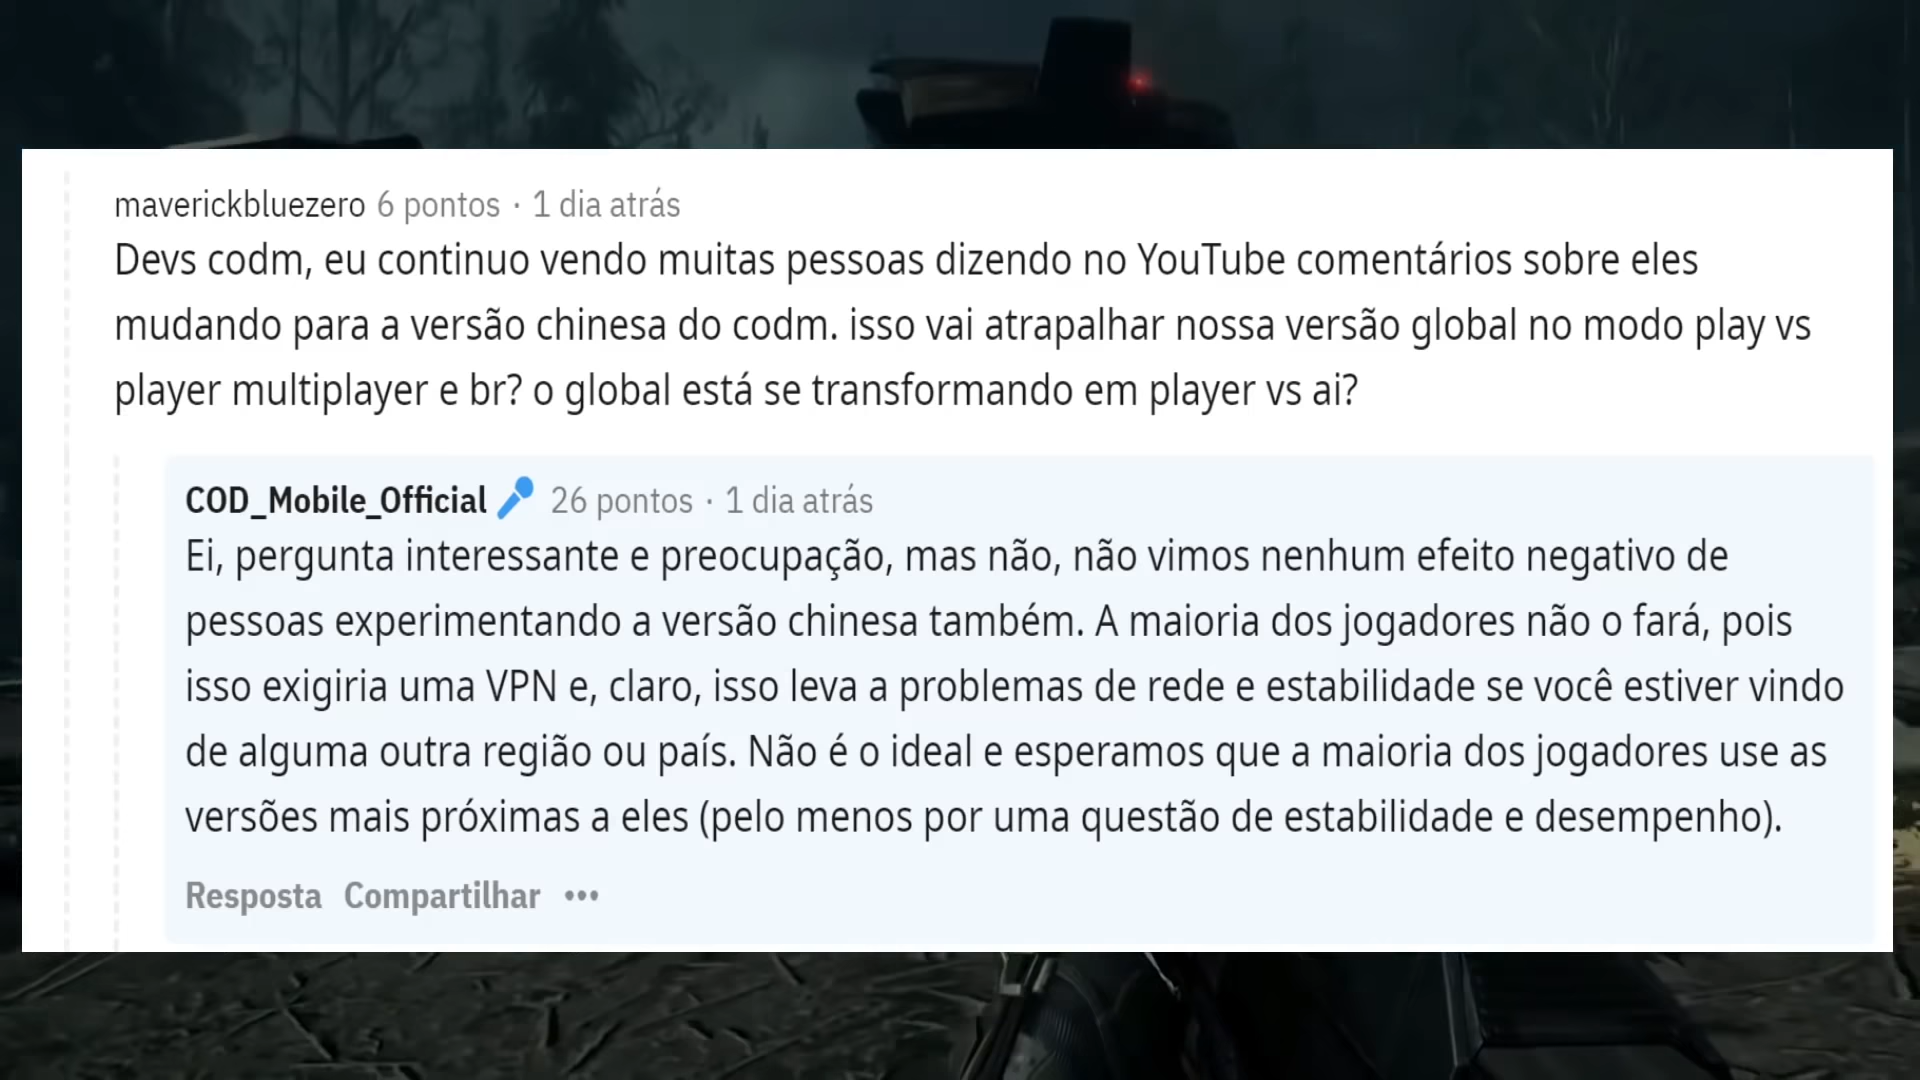 maverickbluezero 6 pontos · 1 dia atrás
Devs codm, eu continuo vendo muitas pessoas dizendo no YouTube comentários sobre eles
mudando para a versão chinesa do codm. isso vai atrapalhar nossa versão global no modo play vs
player multiplayer e br? o global está se transformando em player vs ai?
COD_Mobile_Official 26 pontos · 1 dia atrás
Ei, pergunta interessante e preocupação, mas não, não vimos nenhum efeito negativo de
pessoas experimentando a versão chinesa também. A maioria dos jogadores não o fará, pois
isso exigiria uma VPN e, claro, isso leva a problemas de rede e estabilidade se você estiver vindo
de alguma outra região ou país. Não é o ideal e esperamos que a maioria dos jogadores use as
versões mais próximas a eles (pelo menos por uma questão de estabilidade e desempenho).
Resposta Compartilhar •••